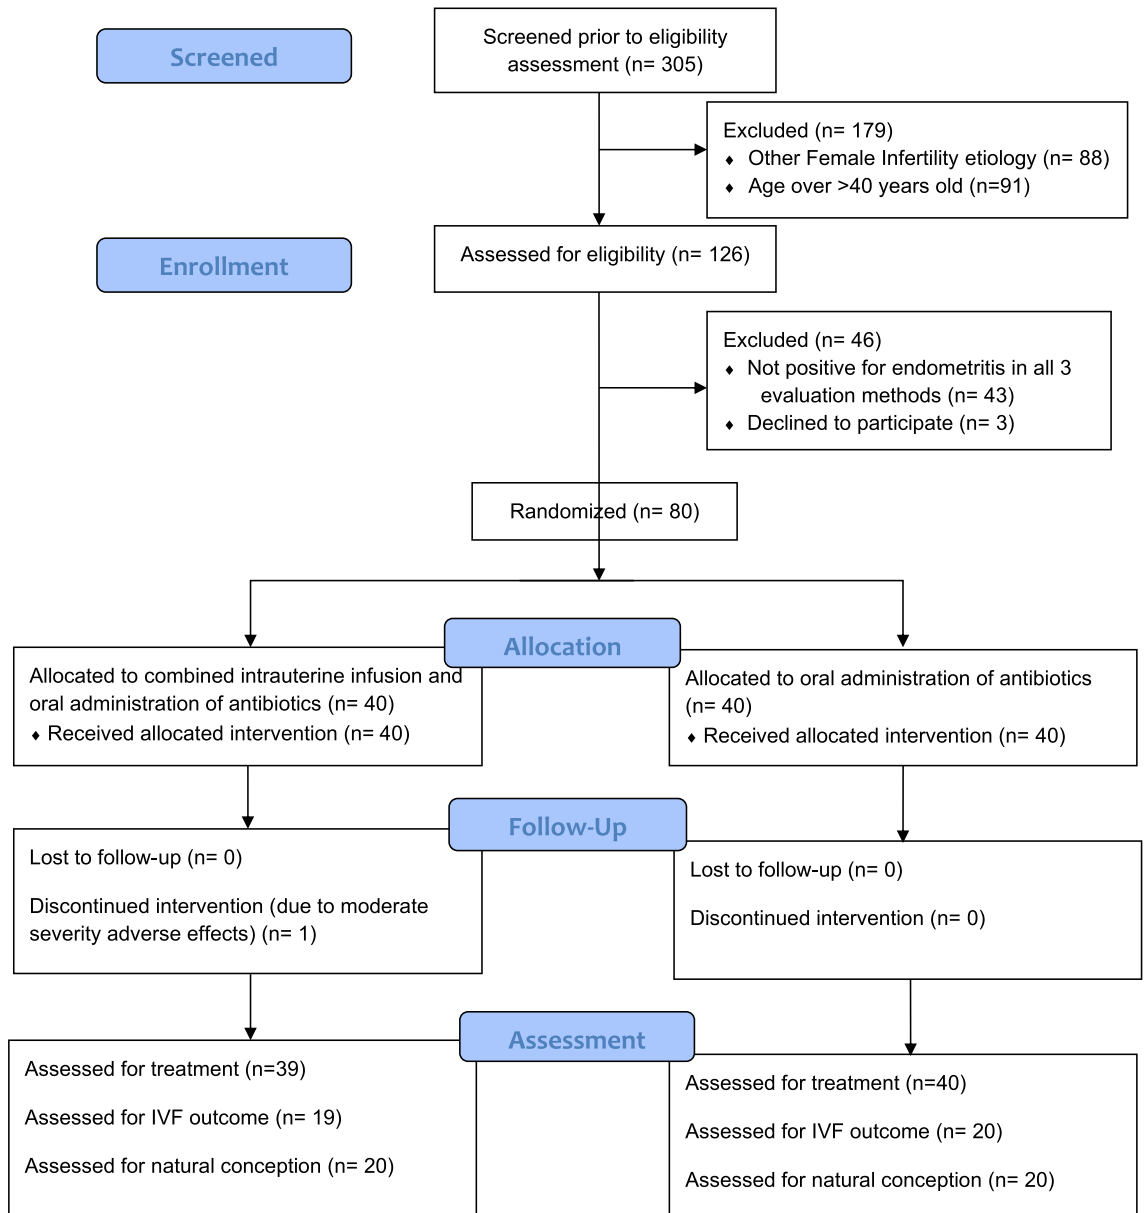 Screened
Screened prior to eligibility
assessment (n= 305)
Excluded (n= 179)
♦ Other Female Infertility etiology (n= 88)
♦ Age over >40 years old (n=91)
Enrollment
Assessed for eligibility (n= 126)
Excluded (n= 46)
♦ Not positive for endometritis in all 3
evaluation methods (n= 43)
♦ Declined to participate (n= 3)
Randomized (n= 80)
Allocation
Allocated to combined intrauterine infusion and
oral administration of antibiotics (n= 40)
♦ Received allocated intervention (n= 40)
Allocated to oral administration of antibiotics
(n= 40)
♦ Received allocated intervention (n= 40)
Follow-Up
Lost to follow-up (n= 0)
Discontinued intervention (due to moderate
severity adverse effects) (n= 1)
Lost to follow-up (n= 0)
Discontinued intervention (n= 0)
Assessment
Assessed for treatment (n=39)
Assessed for IVF outcome (n= 19)
Assessed for natural conception (n= 20)
Assessed for treatment (n=40)
Assessed for IVF outcome (n= 20)
Assessed for natural conception (n= 20)